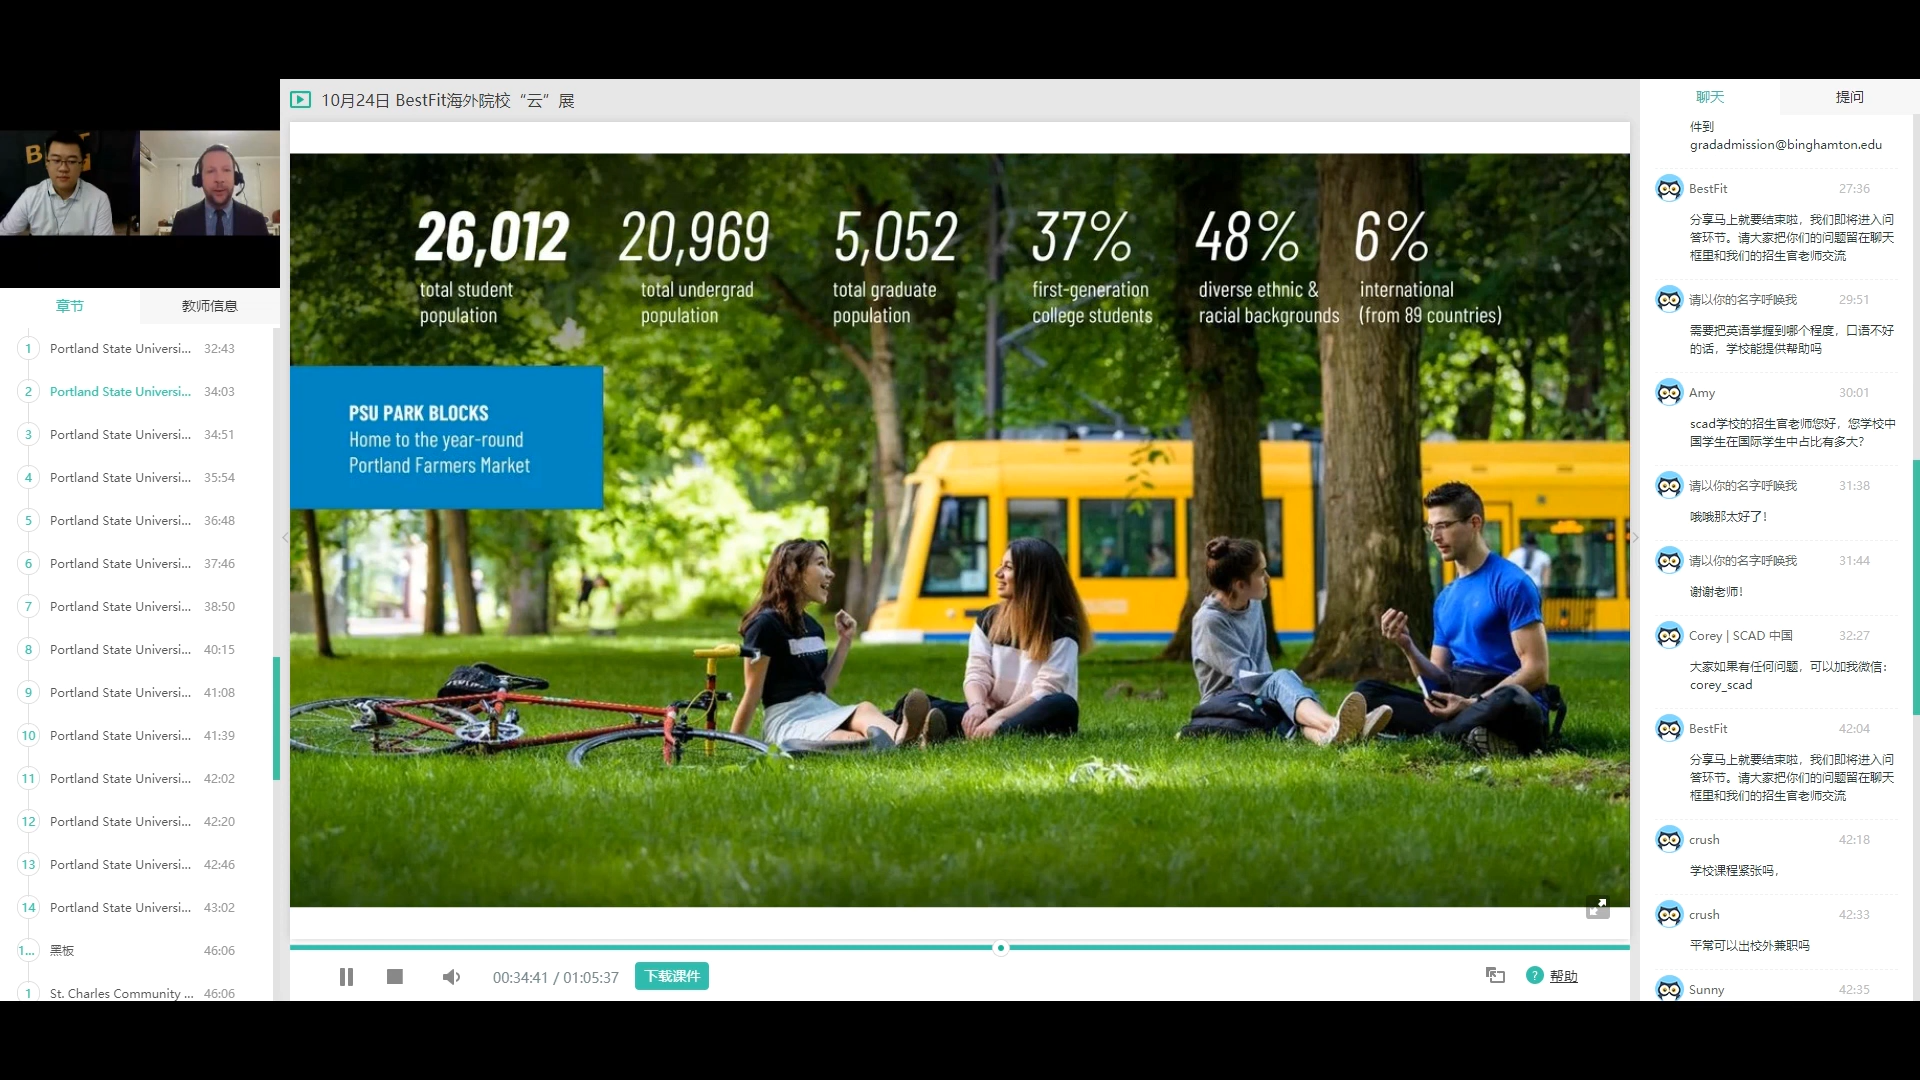 10月24日 BestFit海外院校“云”展
章节
教师信息
1 Portland State Universi... 32:43
2 Portland State Universi... 34:03
3 Portland State Universi... 34:51
4 Portland State Universi... 35:54
5 Portland State Universi... 36:48
6 Portland State Universi... 37:46
7 Portland State Universi... 38:50
8 Portland State Universi... 40:15
9 Portland State Universi... 41:08
10 Portland State Universi... 41:39
11 Portland State Universi... 42:02
12 Portland State Universi... 42:20
13 Portland State Universi... 42:46
14 Portland State Universi... 43:02
1... 黑板 46:06
1 St. Charles Community ... 46:06
26,012
total student
population
20,969
total undergrad
population
5,052
total graduate
population
37%
first-generation
college students
48%
diverse ethnic &
racial backgrounds
6%
international
(from 89 countries)
PSU PARK BLOCKS
Home to the year-round
Portland Farmers Market
00:34:41 / 01:05:37
下载课件
? 帮助
聊天
提问
件到
gradadmission@binghamton.edu
BestFit 27:36
分享马上就要结束啦，我们即将进入问
答环节。请大家把你们的问题留在聊天
框里和我们的招生官老师交流
请以你的名字呼唤我 29:51
需要把英语掌握到哪个程度，口语不好
的话，学校能提供帮助吗
Amy 30:01
scad学校的招生官老师您好，您学校中
国学生在国际学生中占比有多大？
请以你的名字呼唤我 31:38
哦哦那太好了！
请以你的名字呼唤我 31:44
谢谢老师！
Corey | SCAD 中国 32:27
大家如果有任何问题，可以加我微信：
corey_scad
BestFit 42:04
分享马上就要结束啦，我们即将进入问
答环节。请大家把你们的问题留在聊天
框里和我们的招生官老师交流
crush 42:18
学校课程紧张吗，
crush 42:33
平常可以出校外兼职吗
Sunny 42:35